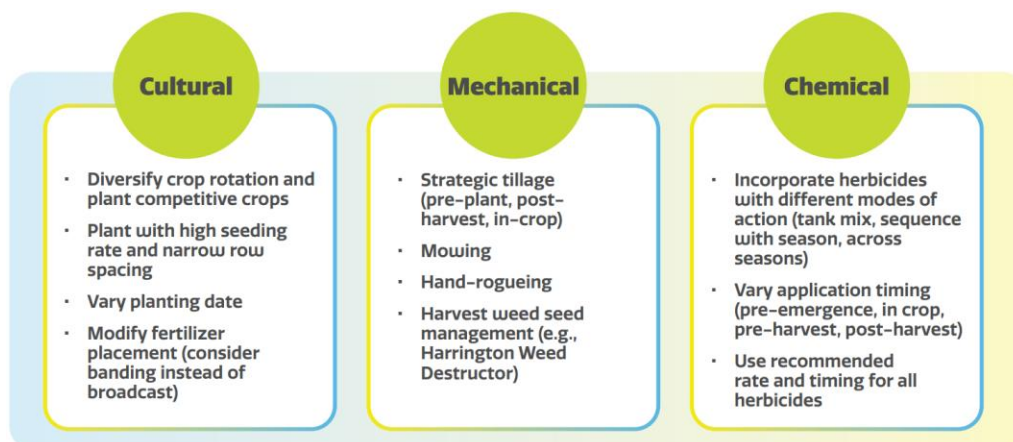 Cultural
· Diversify crop rotation and
plant competitive crops
· Plant with high seeding
rate and narrow row
spacing
· Vary planting date
· Modify fertilizer
placement (consider
banding instead of
broadcast)
Mechanical
· Strategic tillage
(pre-plant, post-
harvest, in-crop)
· Mowing
· Hand-rogueing
· Harvest weed seed
management (e.g.,
Harrington Weed
Destructor)
Chemical
· Incorporate herbicides
with different modes of
action (tank mix, sequence
with season, across
seasons)
· Vary application timing
(pre-emergence, in crop,
pre-harvest, post-harvest)
· Use recommended
rate and timing for all
herbicides